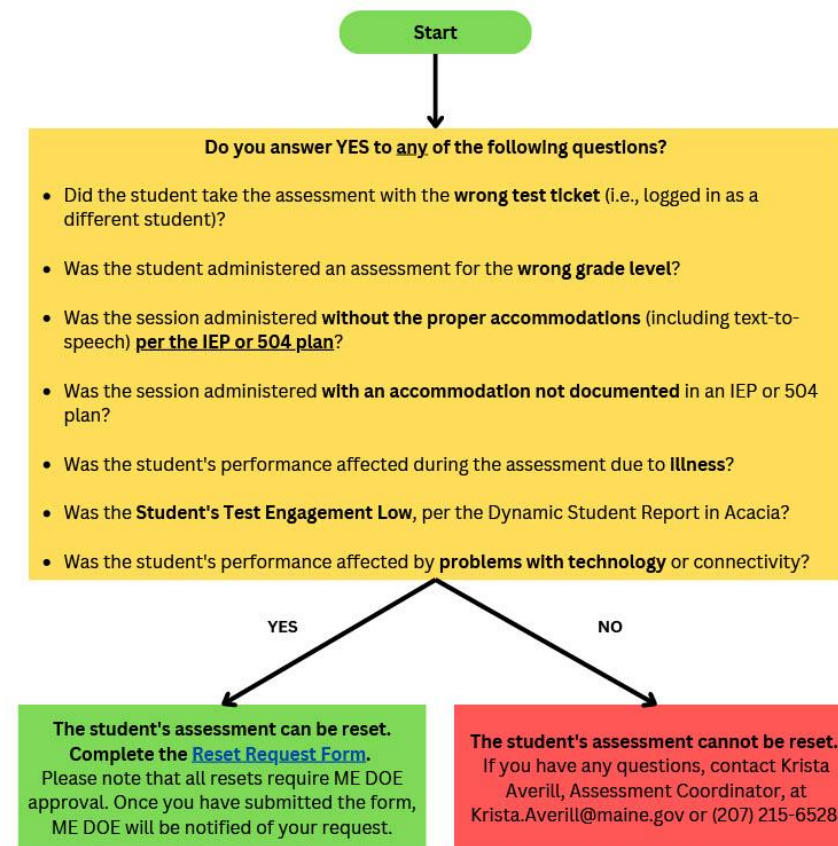 Start
Do you answer YES to any of the following questions?
• Did the student take the assessment with the wrong test ticket (i.e., logged in as a
different student)?
• Was the student administered an assessment for the wrong grade level?
• Was the session administered without the proper accommodations (including text-to-
speech) per the IEP or 504 plan?
• Was the session administered with an accommodation not documented in an IEP or 504
plan?
• Was the student's performance affected during the assessment due to illness?
• Was the Student's Test Engagement Low, per the Dynamic Student Report in Acacia?
• Was the student's performance affected by problems with technology or connectivity?
YES
NO
The student's assessment can be reset.
Complete the Reset Request Form.
Please note that all resets require ME DOE
approval. Once you have submitted the form,
ME DOE will be notified of your request.
The student's assessment cannot be reset.
If you have any questions, contact Krista
Averill, Assessment Coordinator, at
Krista.Averill@maine.gov or (207) 215-6528